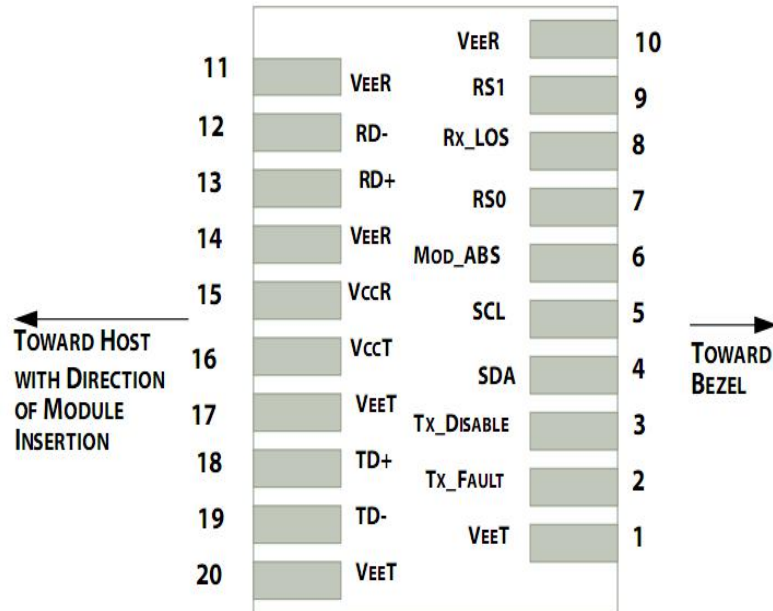 VEER 10
11 VEER
RS1 9
12 RD-
RX_LOS 8
13 RD+
RS0 7
14 VEER
MOD_ABS 6
15 VCCR
SCL 5
TOWARD HOST
WITH DIRECTION
OF MODULE
INSERTION
TOWARD
BEZEL
16 VCCT
SDA 4
17 VEET
TX_DISABLE 3
18 TD+
TX_FAULT 2
19 TD-
VEET 1
20 VEET